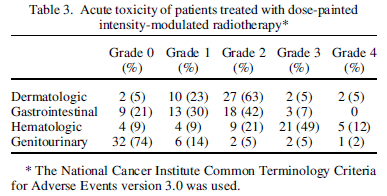 Table 3. Acute toxicity of patients treated with dose-painted
intensity-modulated radiotherapy*
Grade 0 Grade 1 Grade 2 Grade 3 Grade 4
(%) (%) (%) (%) (%)
Dermatologic 2 (5) 10 (23) 27 (63) 2 (5) 2 (5)
Gastrointestinal 9 (21) 13 (30) 18 (42) 3 (7) 0
Hematologic 4 (9) 4 (9) 9 (21) 21 (49) 5 (12)
Genitourinary 32 (74) 6 (14) 2 (5) 2 (5) 1 (2)
* The National Cancer Institute Common Terminology Criteria
for Adverse Events version 3.0 was used.